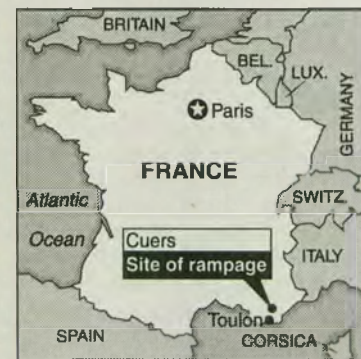 BRITAIN
BEL.
LUX.
GERMANY
Paris
FRANCE
Atlantic
Ocean
SWITZ.
Cuers
Site of rampage
ITALY
Toulon
SPAIN
CORSICA